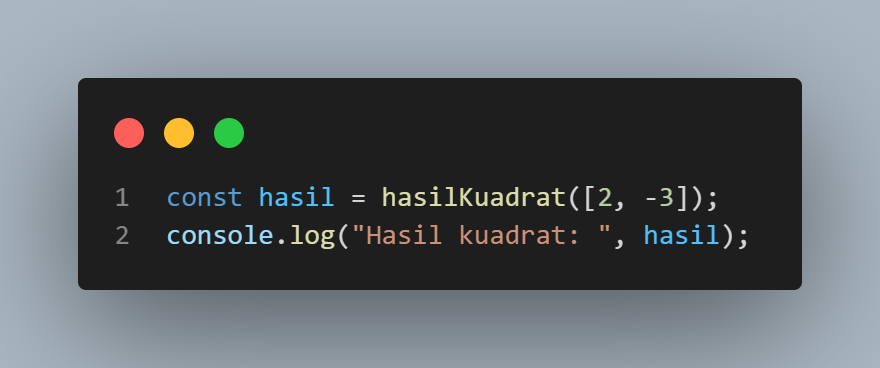 1 const hasil = hasilKuadrat([2, -3]);
2 console.log("Hasil kuadrat: ", hasil);